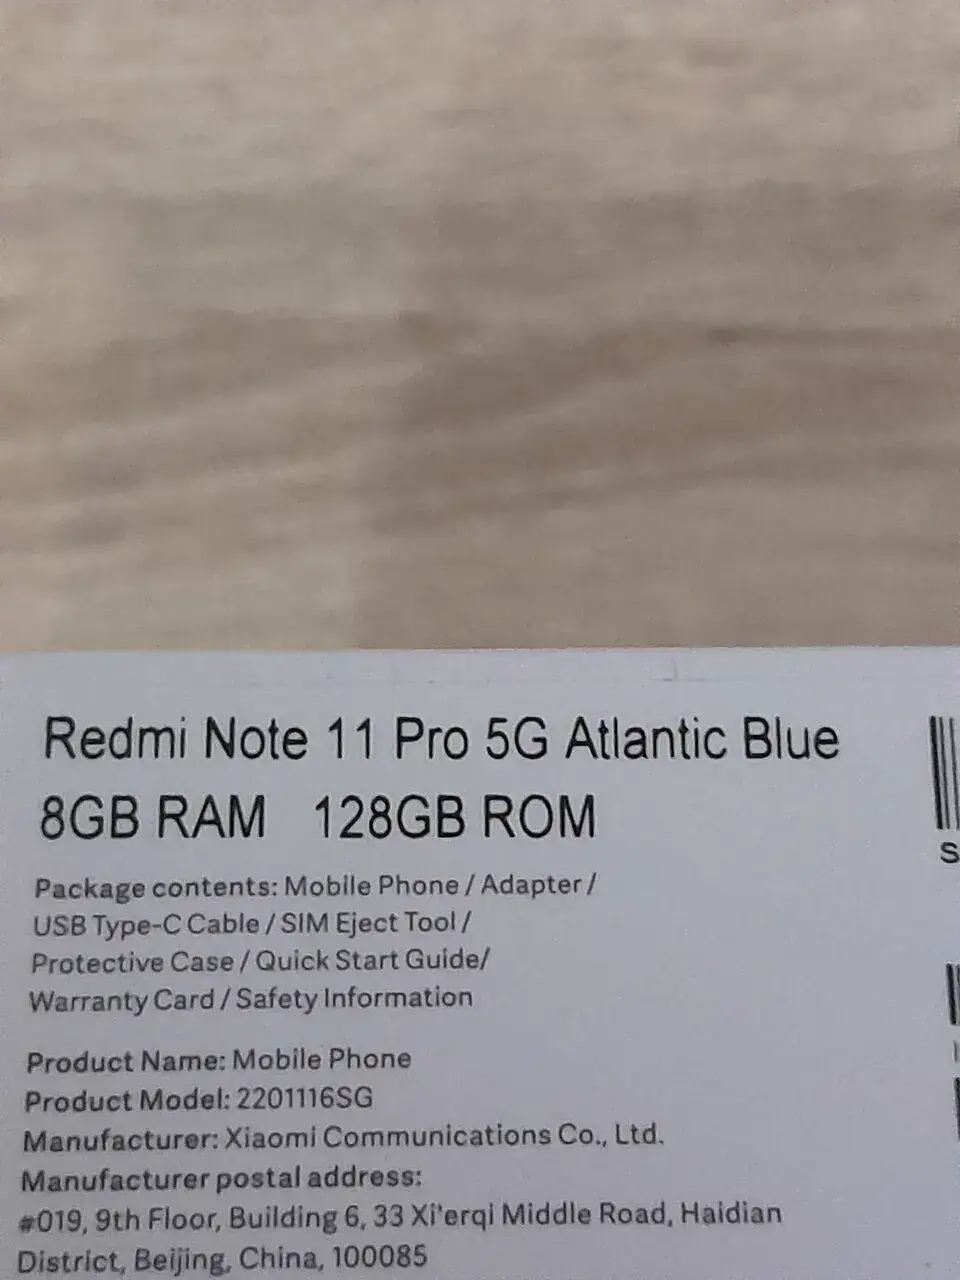 Redmi Note 11 Pro 5G Atlantic Blue
8GB RAM 128GB ROM
Package contents: Mobile Phone / Adapter /
USB Type-C Cable / SIM Eject Tool /
Protective Case / Quick Start Guide/
Warranty Card / Safety Information
Product Name: Mobile Phone
Product Model: 2201116SG
Manufacturer: Xiaomi Communications Co., Ltd.
Manufacturer postal address:
#019, 9th Floor, Building 6, 33 Xi'erqi Middle Road, Haidian
District, Beijing, China, 100085
S